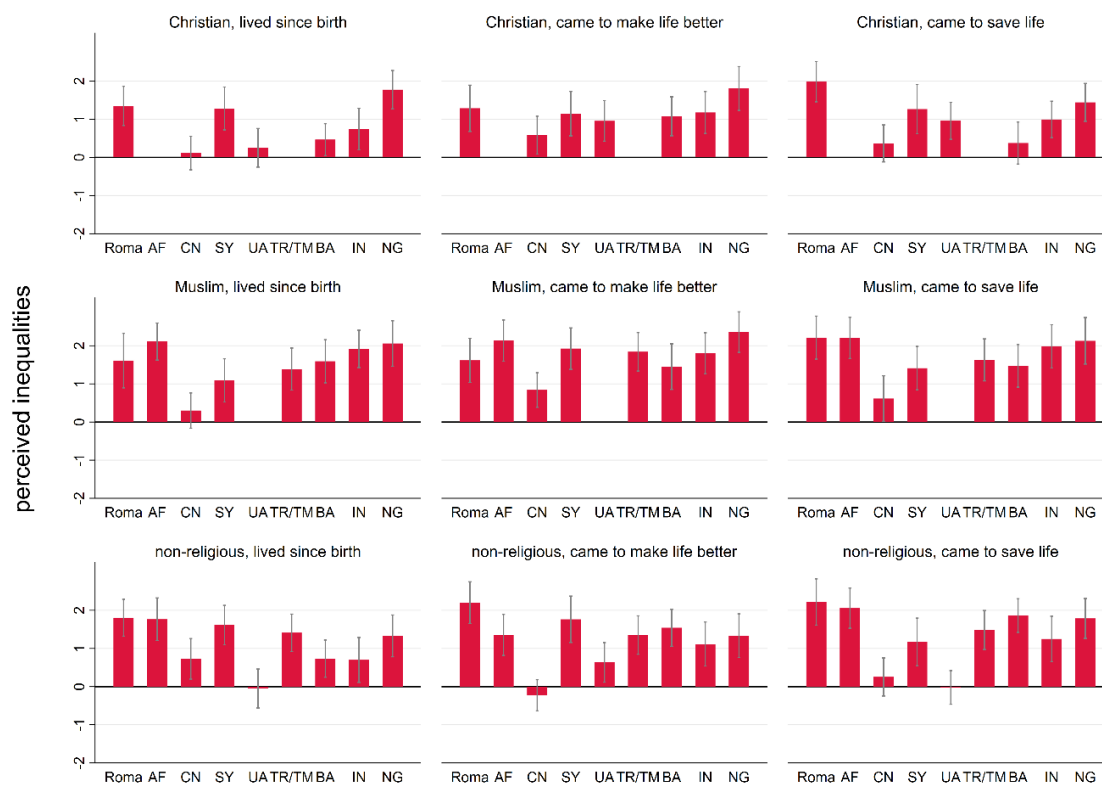 Christian, lived since birth
Christian, came to make life better
Christian, came to save life
2
1
0
-1
-2
Roma AF CN SY UA TR/TM BA IN NG
Roma AF CN SY UA TR/TM BA IN NG
Roma AF CN SY UA TR/TM BA IN NG
perceived inequalities
Muslim, lived since birth
Muslim, came to make life better
Muslim, came to save life
2
1
0
-1
-2
Roma AF CN SY UA TR/TM BA IN NG
Roma AF CN SY UA TR/TM BA IN NG
Roma AF CN SY UA TR/TM BA IN NG
non-religious, lived since birth
non-religious, came to make life better
non-religious, came to save life
2
1
0
-1
-2
Roma AF CN SY UA TR/TM BA IN NG
Roma AF CN SY UA TR/TM BA IN NG
Roma AF CN SY UA TR/TM BA IN NG